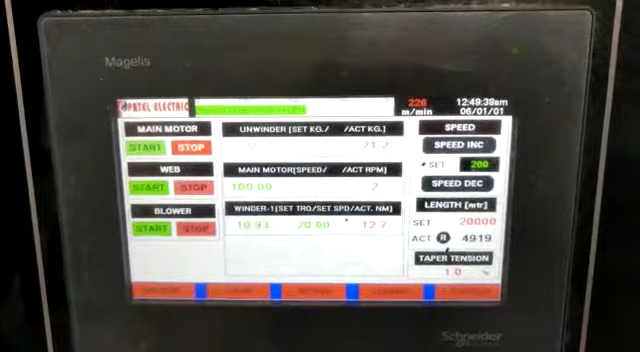 Magelis
PATEL ELECTRIC
226
m/min
12:49:38am
06/01/01
MAIN MOTOR
START STOP
WEB
START STOP
BLOWER
START STOP
UNWINDER [SET KG./ /ACT KG.]
21.2
MAIN MOTOR[SPEED/ /ACT RPM]
100.00
WINDER-1[SET TRQ/SET SPD/ACT. NM]
10.93 20.00 12.7
SPEED
SPEED INC
SET 200
SPEED DEC
LENGTH [mtr]
SET 20000
ACT R 4919
TAPER TENSION
1.0 %
Schneider